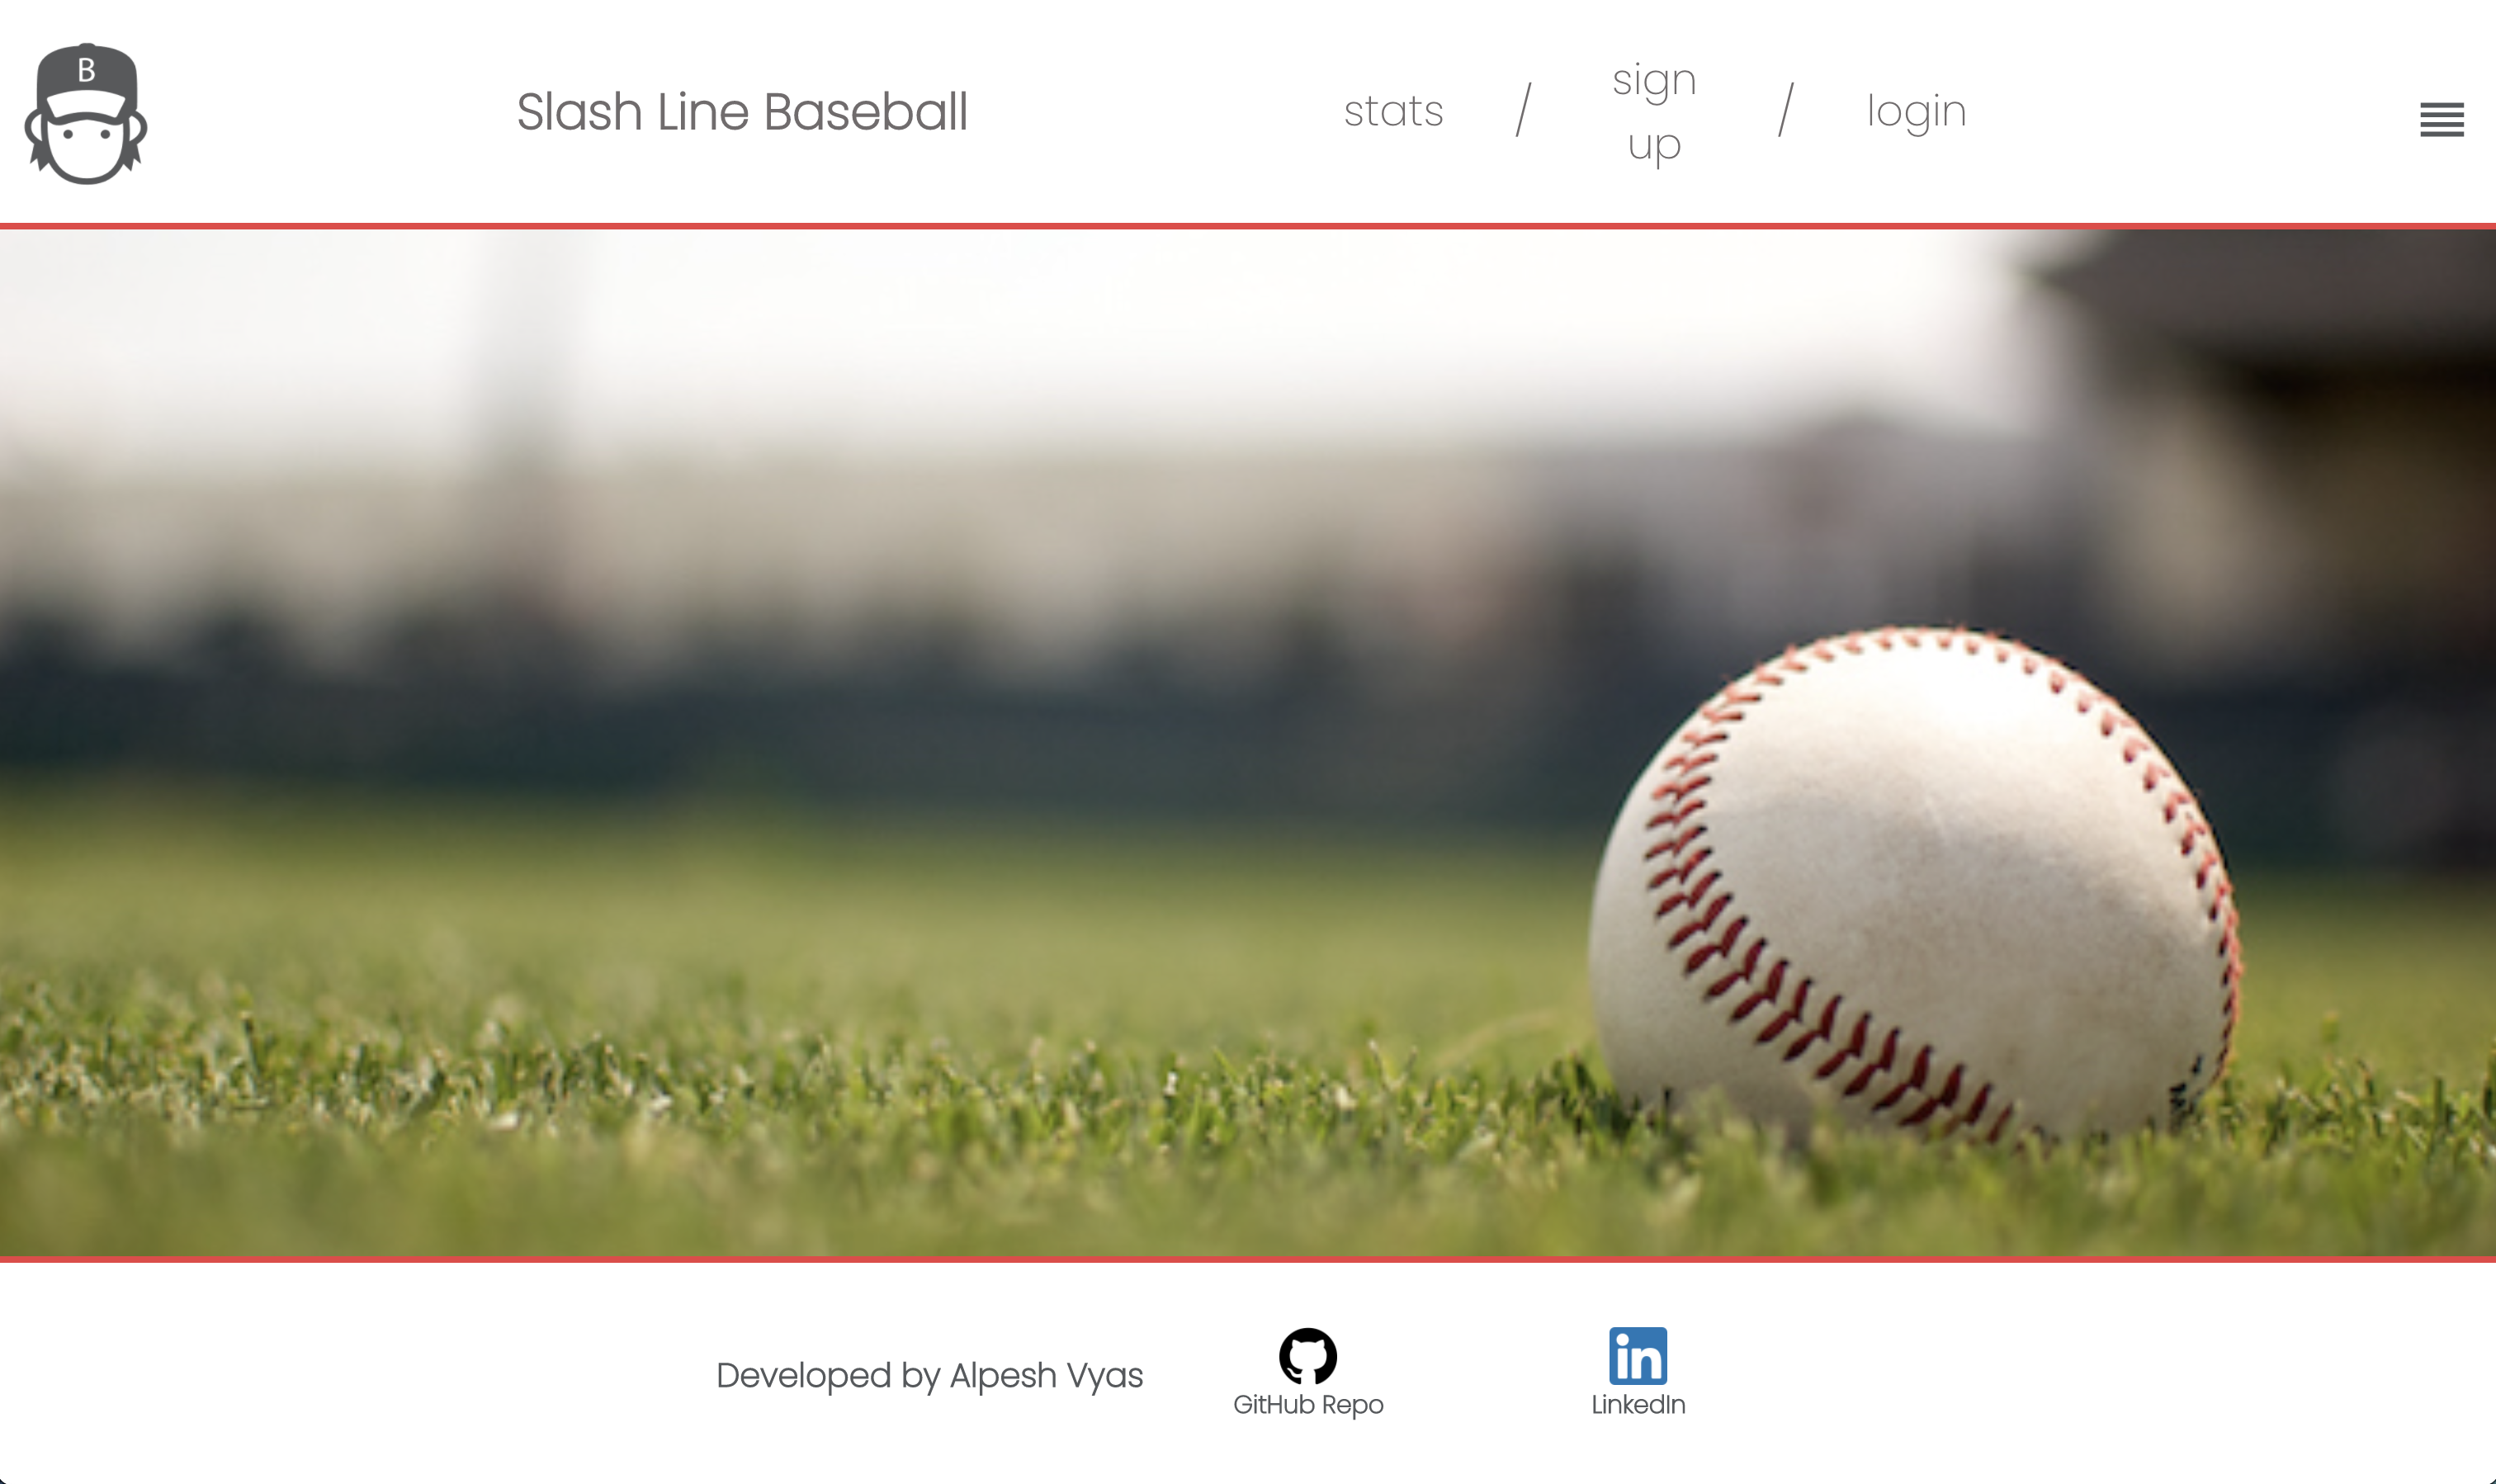 B
Slash Line Baseball
stats / sign up / login
Developed by Alpesh Vyas
GitHub Repo
in
LinkedIn